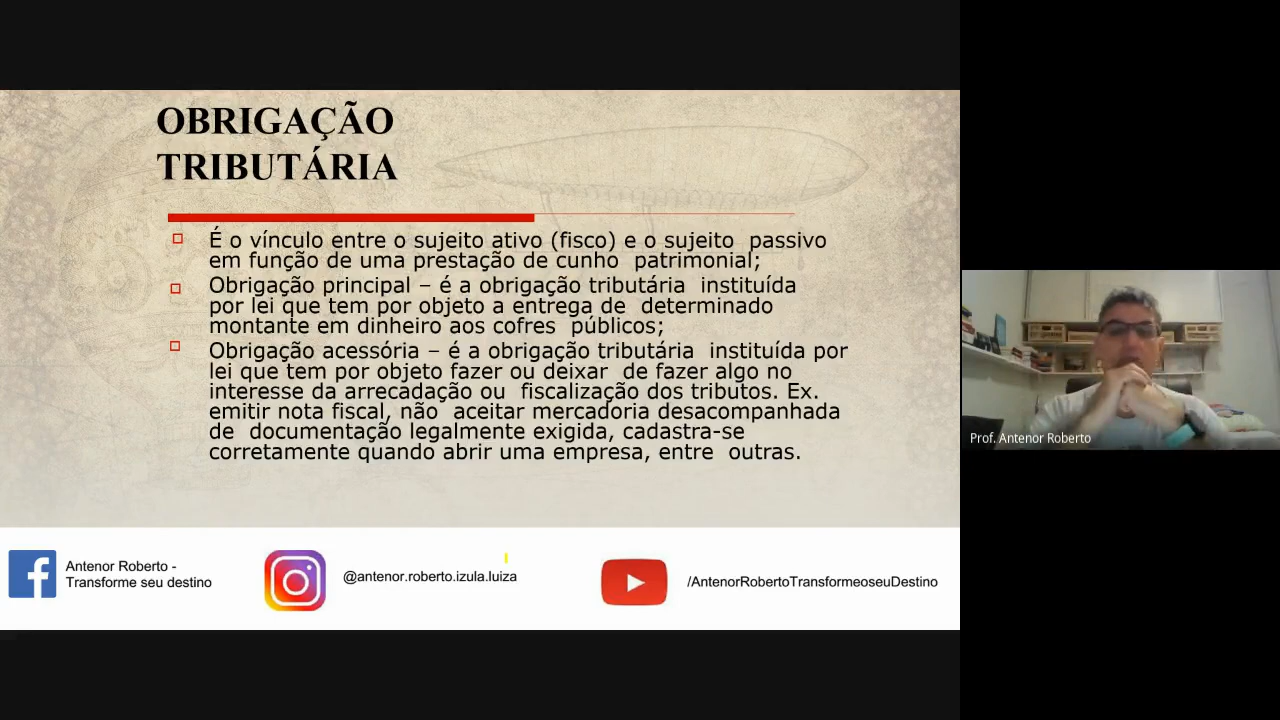 OBRIGAÇÃO
TRIBUTÁRIA
É o vínculo entre o sujeito ativo (fisco) e o sujeito passivo
em função de uma prestação de cunho patrimonial;
Obrigação principal – é a obrigação tributária instituída
por lei que tem por objeto a entrega de determinado
montante em dinheiro aos cofres públicos;
Obrigação acessória – é a obrigação tributária instituída por
lei que tem por objeto fazer ou deixar de fazer algo no
interesse da arrecadação ou fiscalização dos tributos. Ex.
emitir nota fiscal, não aceitar mercadoria desacompanhada
de documentação legalmente exigida, cadastra-se
corretamente quando abrir uma empresa, entre outras.
Antenor Roberto -
Transforme seu destino
@antenor.roberto.izula.luiza
/AntenorRobertoTransformeoseuDestino
Prof. Antenor Roberto